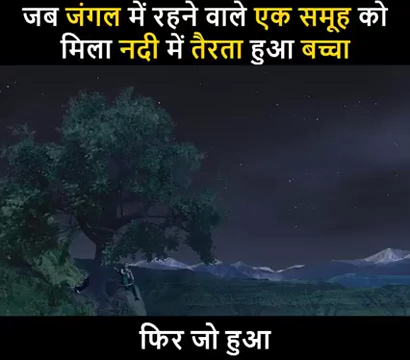 जब जंगल में रहने वाले एक समूह को
मिला नदी में तैरता हुआ बच्चा
फिर जो हुआ